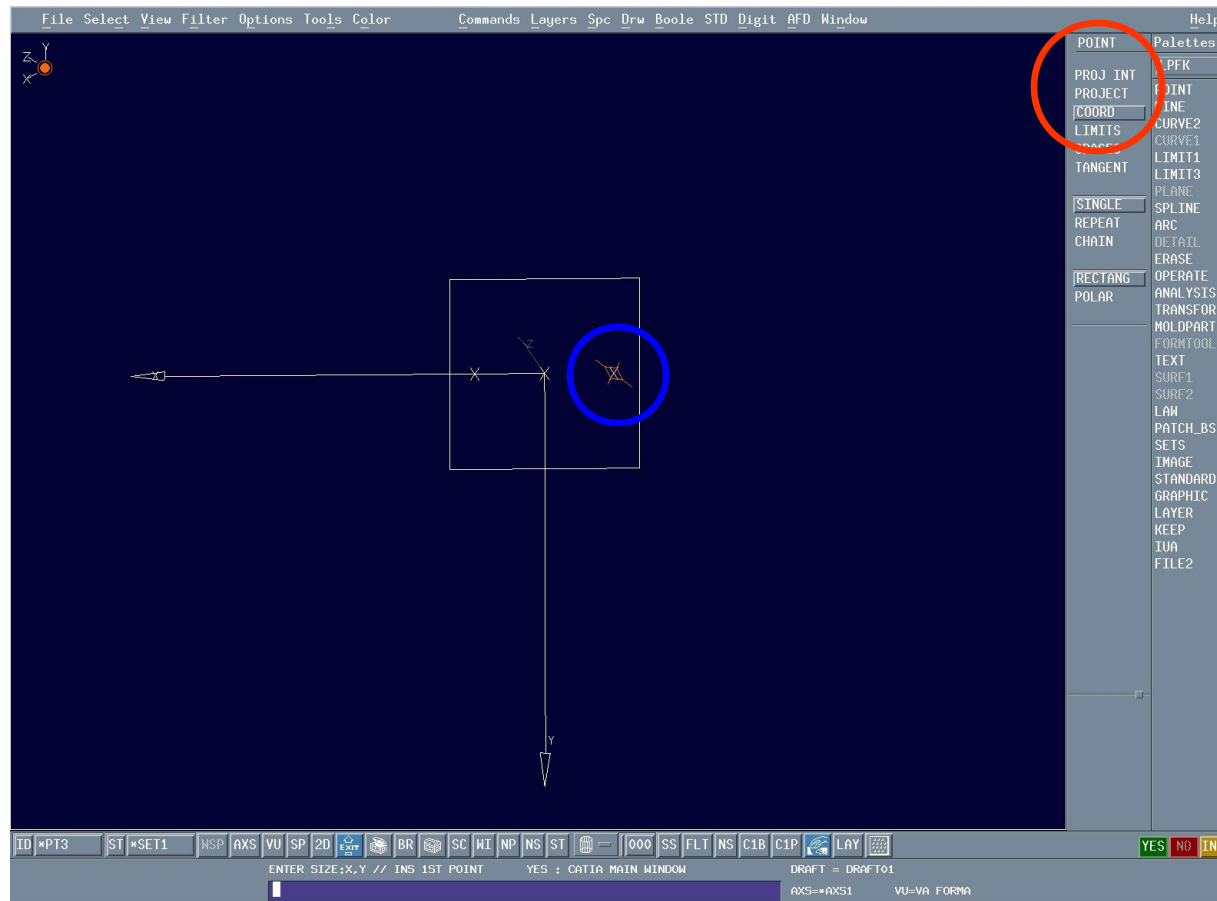 File Select View Filter Options Tools Color Commands Layers Spc Drw Boole STD Digit AFD Window Help
POINT
PROJ INT
PROJECT
COORD
LIMITS
SPACES
TANGENT
SINGLE
REPEAT
CHAIN
RECTANG
POLAR
Palettes
LPFK
POINT
LINE
CURVE2
CURVE1
LIMIT1
LIMIT3
PLANE
SPLINE
ARC
DETAIL
ERASE
OPERATE
ANALYSIS
TRANSFOR
MOLDPART
FORMTOOL
TEXT
SURF1
SURF2
LAW
PATCH_BS
SETS
IMAGE
STANDARD
GRAPHIC
LAYER
KEEP
IUA
FILE2
Y
Z
X
Z
X
Y
ID *PT3 ST *SET1 WSP AXS VU SP 2D EXIT BR SC WI NP NS ST 000 SS FLT NS C1B C1P LAY YES NO IN
ENTER SIZE:X,Y // INS 1ST POINT YES : CATIA MAIN WINDOW DRAFT = DRAFT01
AXS=*AXS1 VU=VA FORMA